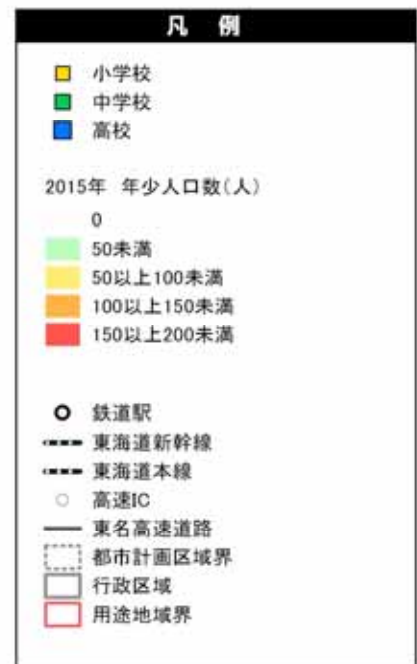 凡 例
小学校
中学校
高校
2015年 年少人口数(人)
0
50未満
50以上100未満
100以上150未満
150以上200未満
鉄道駅
東海道新幹線
東海道本線
高速IC
東名高速道路
都市計画区域界
行政区域
用途地域界